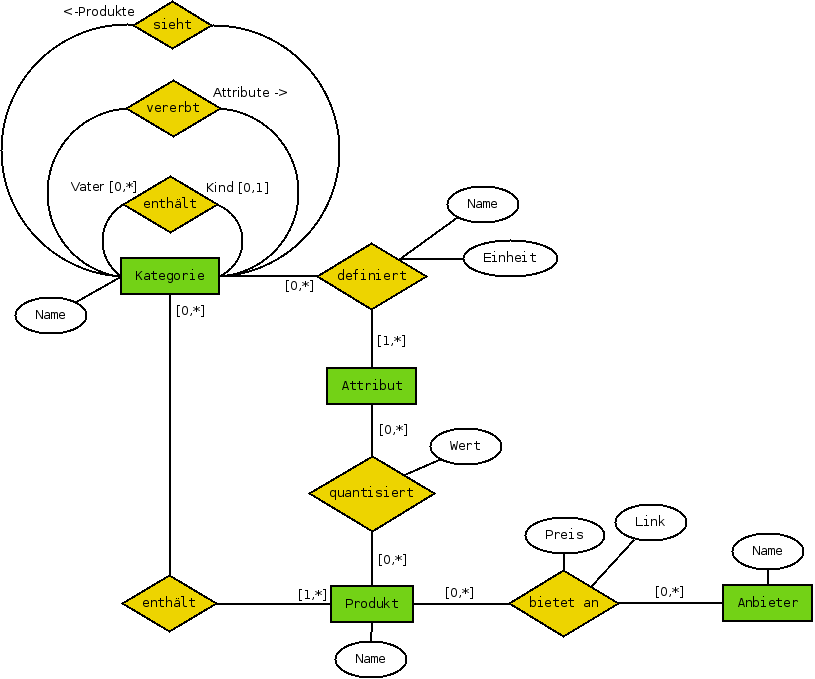 <-Produkte
sieht
Attribute ->
vererbt
Vater [0,*]
Kind [0,1]
enthält
Name
Einheit
Kategorie
definiert
[0,*]
Name
[0,*]
[1,*]
Attribut
[0,*]
Wert
quantisiert
Link
Preis
Name
[0,*]
enthält
[1,*]
Produkt
[0,*]
bietet an
[0,*]
Anbieter
Name